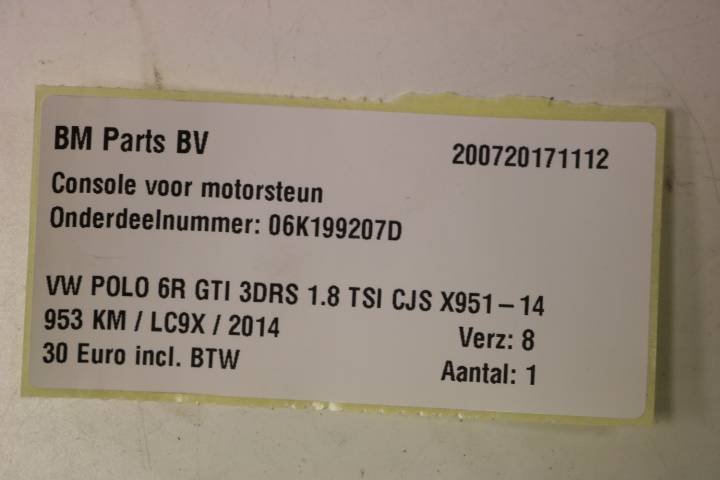 BM Parts BV 200720171112
Console voor motorsteun
Onderdeelnummer: 06K199207D
VW POLO 6R GTI 3DRS 1.8 TSI CJS X951-14
953 KM / LC9X / 2014 Verz: 8
30 Euro incl. BTW Aantal: 1